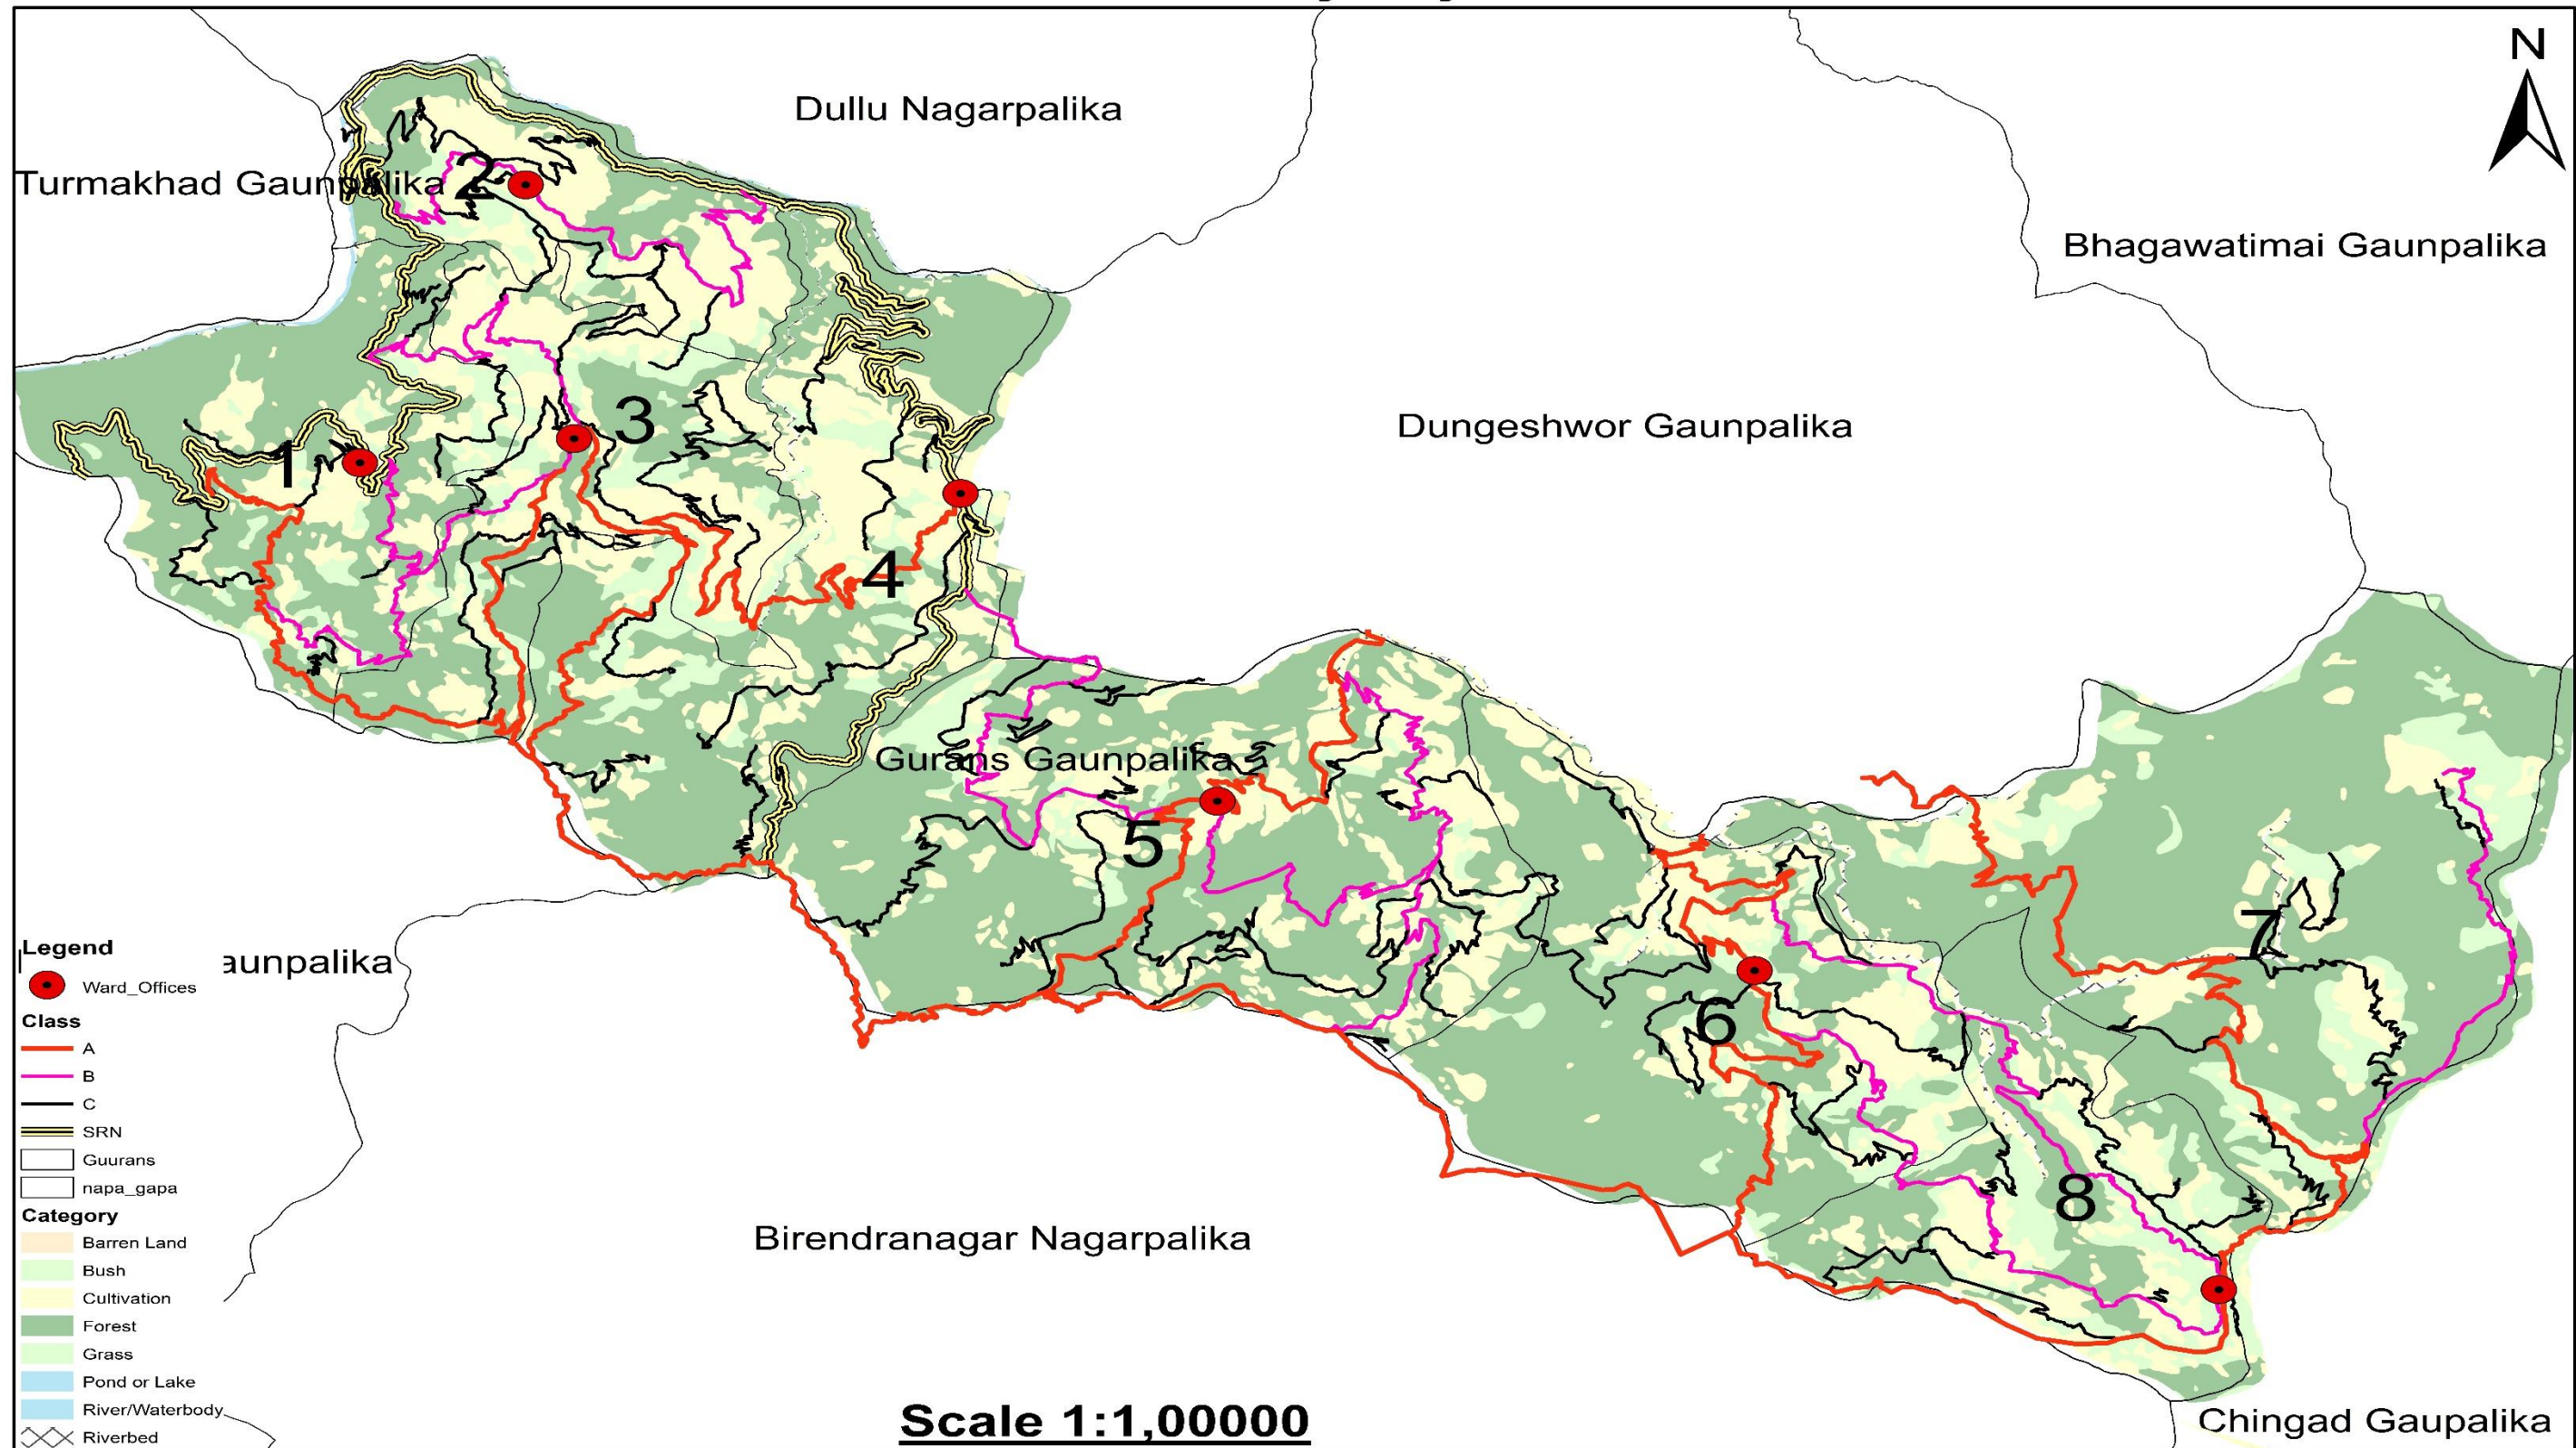 N
Dullu Nagarpalika
Turmakhad Gaunpalika
2
Bhagawatimai Gaunpalika
3
Dungeshwor Gaunpalika
1
4
Gurans Gaunpalika
5
7
Legend
aunpalika
Ward_Offices
6
Class
A
B
C
SRN
Guurans
napa_gapa
8
Category
Birendranagar Nagarpalika
Barren Land
Bush
Cultivation
Forest
Grass
Pond or Lake
River/Waterbody
Riverbed
Scale 1:1,00000
Chingad Gaupalika